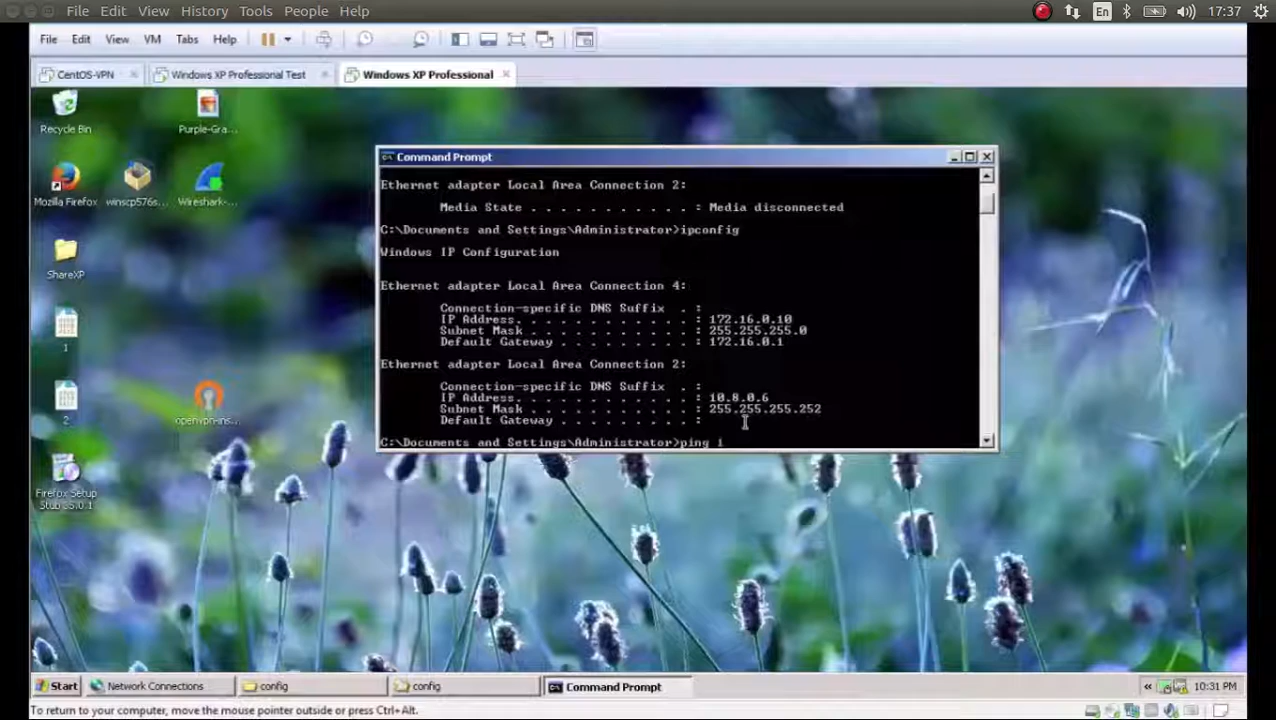 File Edit View History Tools People Help
En 17:37
File Edit View VM Tabs Help
CentOS-VPN Windows XP Professional Test Windows XP Professional
Recycle Bin
Purple-Gra...
Mozilla Firefox
winscp576s...
Wireshark-...
ShareXP
1
2
openvpn-ins...
Firefox Setup
Stub 35.0.1
Command Prompt
Ethernet adapter Local Area Connection 2:
Media State . . . . . . . . . . . : Media disconnected
C:\Documents and Settings\Administrator>ipconfig
Windows IP Configuration
Ethernet adapter Local Area Connection 4:
Connection-specific DNS Suffix . :
IP Address. . . . . . . . . . . . : 172.16.0.10
Subnet Mask . . . . . . . . . . . : 255.255.255.0
Default Gateway . . . . . . . . . : 172.16.0.1
Ethernet adapter Local Area Connection 2:
Connection-specific DNS Suffix . :
IP Address. . . . . . . . . . . . : 10.8.0.6
Subnet Mask . . . . . . . . . . . : 255.255.255.252
Default Gateway . . . . . . . . . :
C:\Documents and Settings\Administrator>ping i
Start Network Connections config config Command Prompt « 10:31 PM
To return to your computer, move the mouse pointer outside or press Ctrl+Alt.